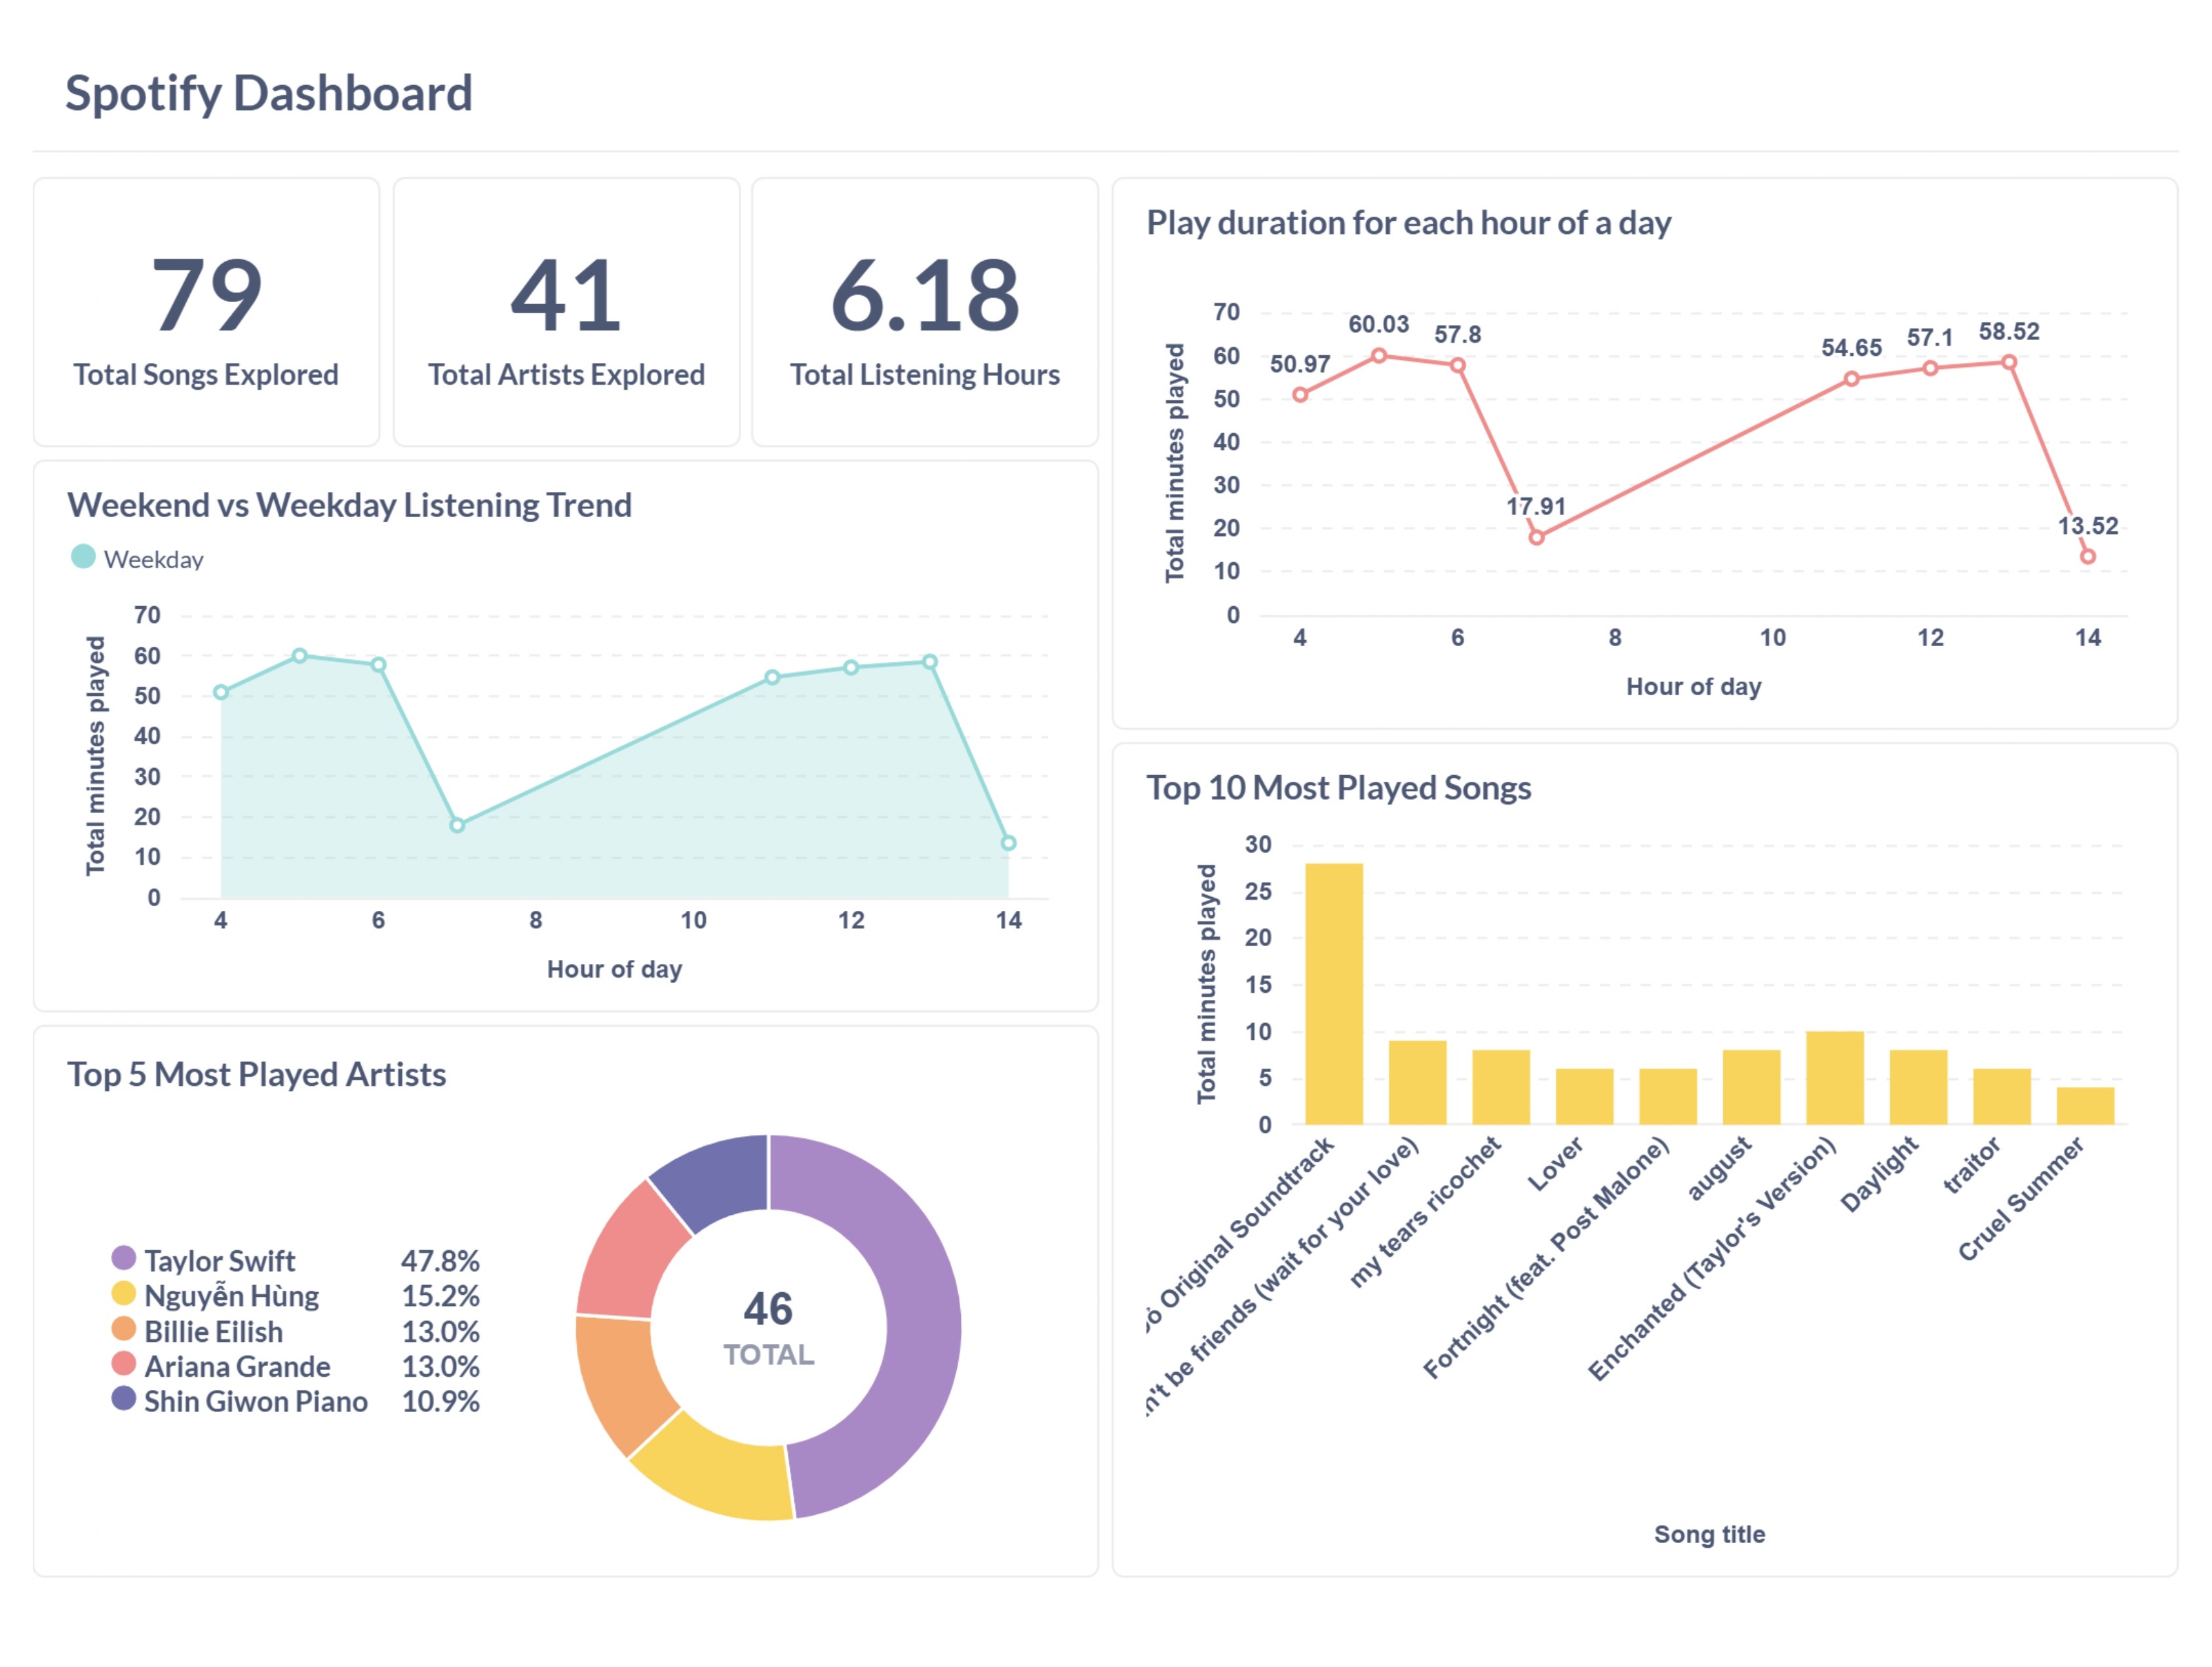 Spotify Dashboard
79
Total Songs Explored
41
Total Artists Explored
6.18
Total Listening Hours
Play duration for each hour of a day
Total minutes played
70
60
50
40
30
20
10
0
50.97
60.03
57.8
17.91
54.65
57.1
58.52
13.52
4
6
8
10
12
14
Hour of day
Weekend vs Weekday Listening Trend
Weekday
Total minutes played
70
60
50
40
30
20
10
0
4
6
8
10
12
14
Hour of day
Top 5 Most Played Artists
Taylor Swift 47.8%
Nguyễn Hùng 15.2%
Billie Eilish 13.0%
Ariana Grande 13.0%
Shin Giwon Piano 10.9%
46
TOTAL
Top 10 Most Played Songs
Total minutes played
30
25
20
15
10
5
0
Original Soundtrack
be friends (wait for your love)
my tears ricochet
Lover
Fortnight (feat. Post Malone)
august
Enchanted (Taylor's Version)
Daylight
traitor
Cruel Summer
Song title